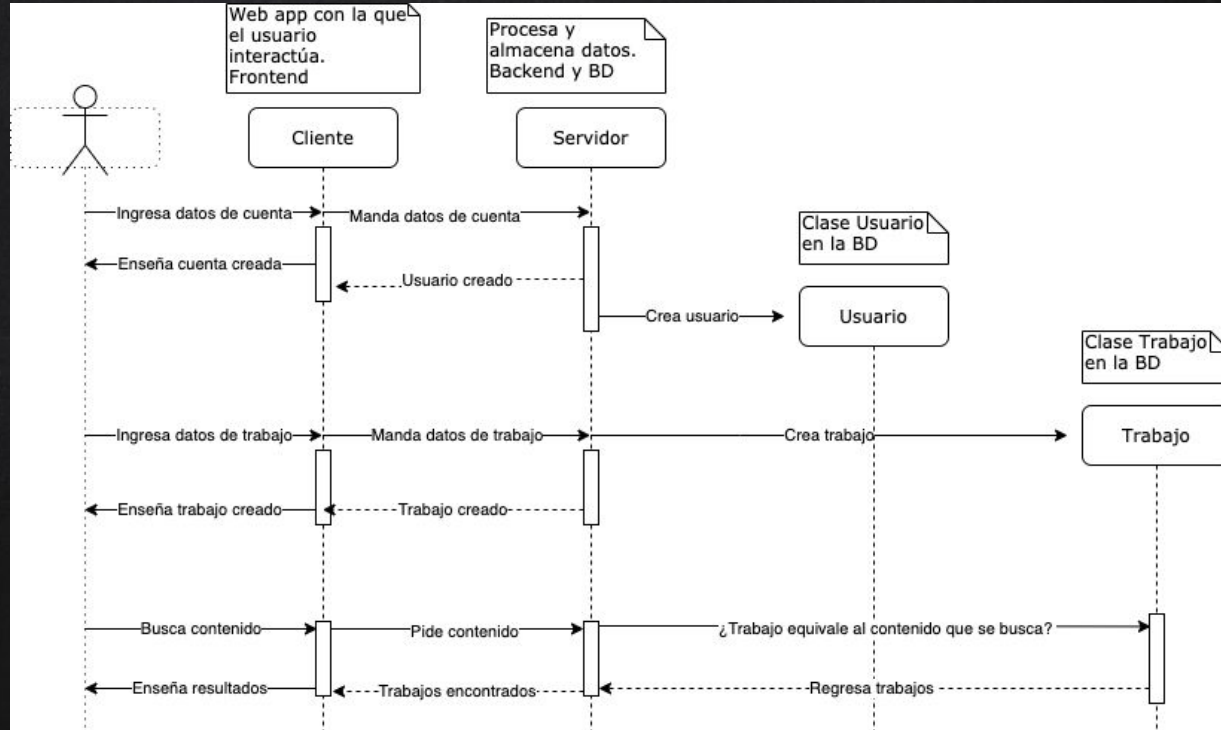 Web app con la que
el usuario
interactúa.
Frontend
Procesa y
almacena datos.
Backend y BD
Cliente
Servidor
Ingresa datos de cuenta
Manda datos de cuenta
Clase Usuario
en la BD
Enseña cuenta creada
Usuario creado
Crea usuario
Usuario
Clase Trabajo
en la BD
Ingresa datos de trabajo
Manda datos de trabajo
Crea trabajo
Trabajo
Enseña trabajo creado
Trabajo creado
Busca contenido
Pide contenido
¿Trabajo equivale al contenido que se busca?
Enseña resultados
Trabajos encontrados
Regresa trabajos